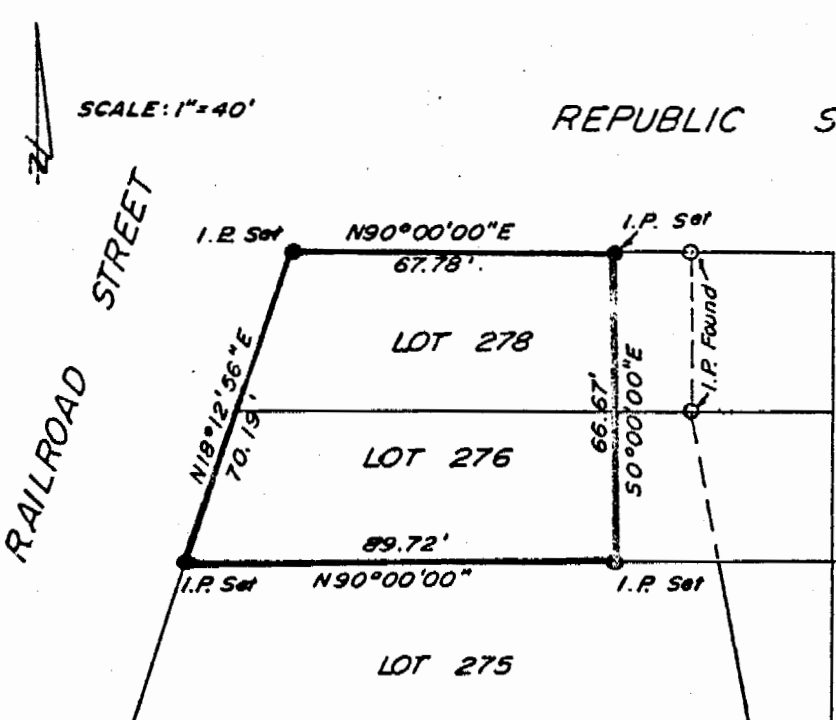 SCALE: 1"=40'
REPUBLIC S
RAILROAD STREET
I.P. Set
N90°00'00"E
67.78'.
I.P. Set
I.P. Found
LOT 278
N18°12'56"E
70.19'
66.67'
S0°00'00"E
LOT 276
89.72'
N90°00'00"
I.P. Set
I.P. Set
LOT 275